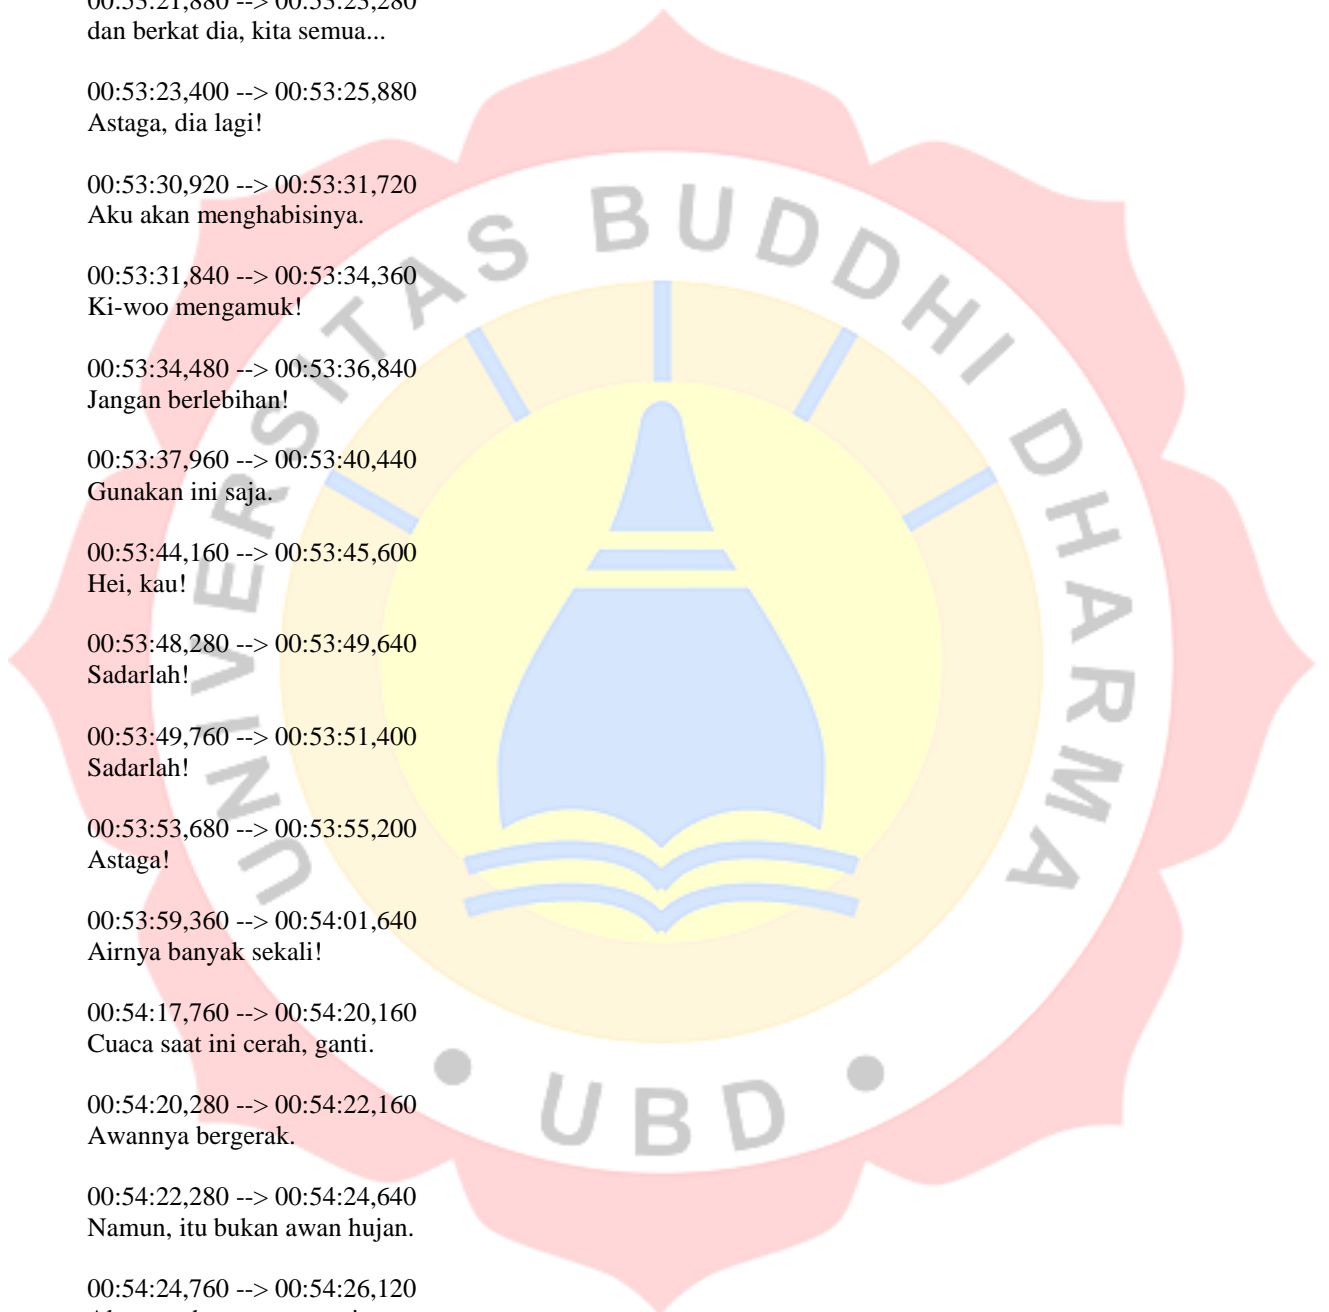 00:53:21,880 --> 00:53:23,280
dan berkat dia, kita semua...
00:53:23,400 --> 00:53:25,880
Astaga, dia lagi!
00:53:30,920 --> 00:53:31,720
Aku akan menghabisinya.
00:53:31,840 --> 00:53:34,360
Ki-woo mengamuk!
00:53:34,480 --> 00:53:36,840
Jangan berlebihan!
00:53:37,960 --> 00:53:40,440
Gunakan ini saja.
00:53:44,160 --> 00:53:45,600
Hei, kau!
00:53:48,280 --> 00:53:49,640
Sadarlah!
00:53:49,760 --> 00:53:51,400
Sadarlah!
00:53:53,680 --> 00:53:55,200
Astaga!
00:53:59,360 --> 00:54:01,640
Airnya banyak sekali!
00:54:17,760 --> 00:54:20,160
Cuaca saat ini cerah, ganti.
00:54:20,280 --> 00:54:22,160
Awannya bergerak.
00:54:22,280 --> 00:54:24,640
Namun, itu bukan awan hujan.
00:54:24,760 --> 00:54:26,120
UNIVERSITAS BUDDHI DHARMA
• UBD •